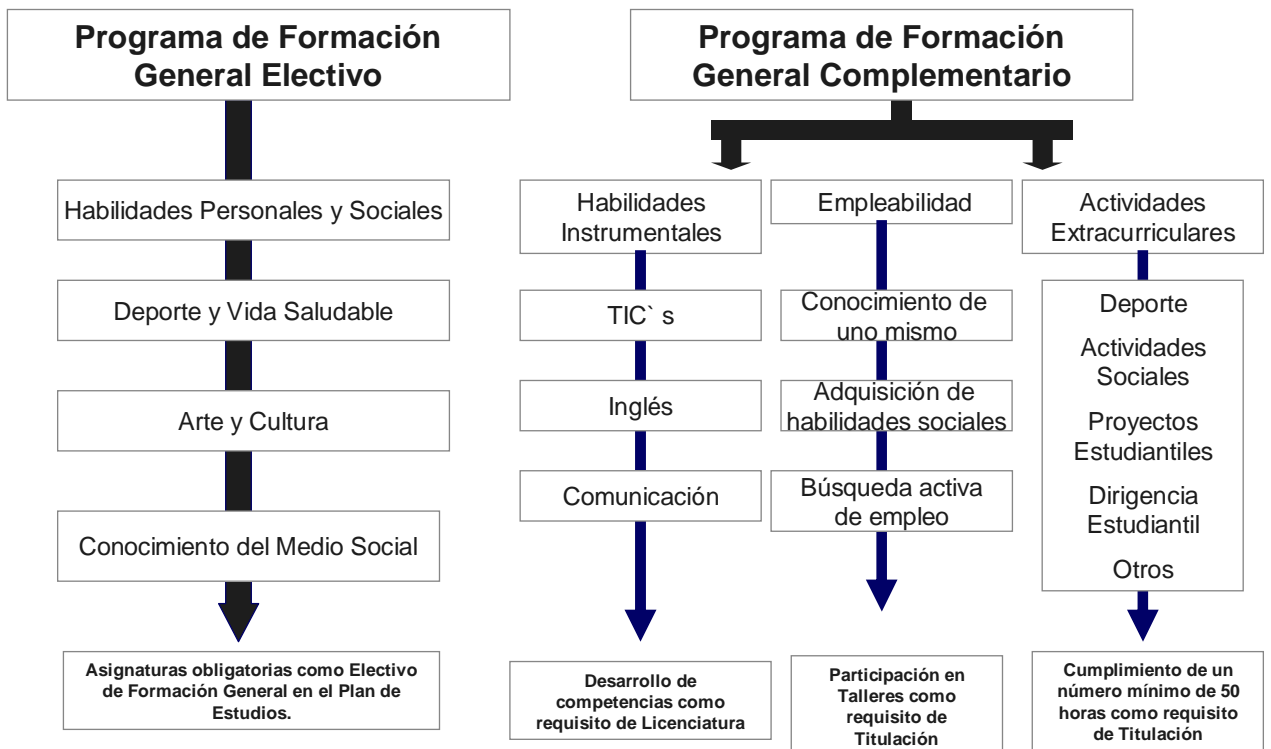 Programa de Formación
General Electivo
Habilidades Personales y Sociales
Deporte y Vida Saludable
Arte y Cultura
Conocimiento del Medio Social
Asignaturas obligatorias como Electivo
de Formación General en el Plan de
Estudios.
Programa de Formación
General Complementario
Habilidades
Instrumentales
TIC` s
Inglés
Comunicación
Desarrollo de
competencias como
requisito de Licenciatura
Empleabilidad
Conocimiento de
uno mismo
Adquisición de
habilidades sociales
Búsqueda activa
de empleo
Participación en
Talleres como
requisito de
Titulación
Actividades
Extracurriculares
Deporte
Actividades
Sociales
Proyectos
Estudiantiles
Dirigencia
Estudiantil
Otros
Cumplimiento de un
número mínimo de 50
horas como requisito
de Titulación